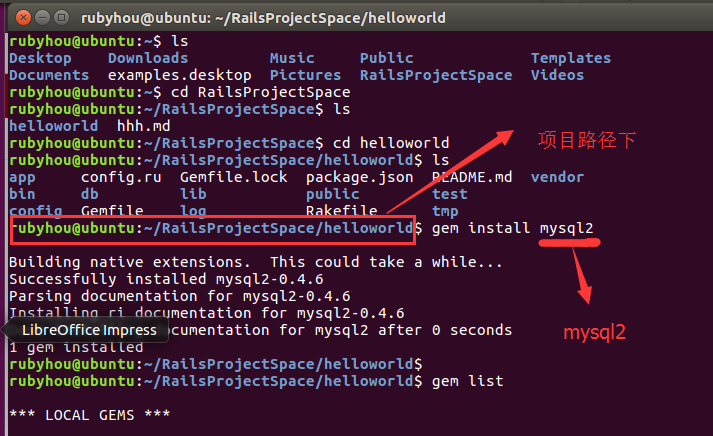 rubyhou@ubuntu: ~/RailsProjectSpace/helloworld
rubyhou@ubuntu:~$ ls
Desktop Downloads Music Public Templates
Documents examples.desktop Pictures RailsProjectSpace Videos
rubyhou@ubuntu:~$ cd RailsProjectSpace
rubyhou@ubuntu:~/RailsProjectSpace$ ls
helloworld hhh.md
rubyhou@ubuntu:~/RailsProjectSpace$ cd helloworld
项目路径下
rubyhou@ubuntu:~/RailsProjectSpace/helloworld$ ls
app config.ru Gemfile.lock package.json README.md vendor
bin db lib public test
config Gemfile log Rakefile tmp
rubyhou@ubuntu:~/RailsProjectSpace/helloworld$ gem install mysql2
Building native extensions. This could take a while...
Successfully installed mysql2-0.4.6
Parsing documentation for mysql2-0.4.6
Installing ri documentation for mysql2-0.4.6
LibreOffice Impress
documentation for mysql2 after 0 seconds
mysql2
1 gem installed
rubyhou@ubuntu:~/RailsProjectSpace/helloworld$
rubyhou@ubuntu:~/RailsProjectSpace/helloworld$ gem list
*** LOCAL GEMS ***